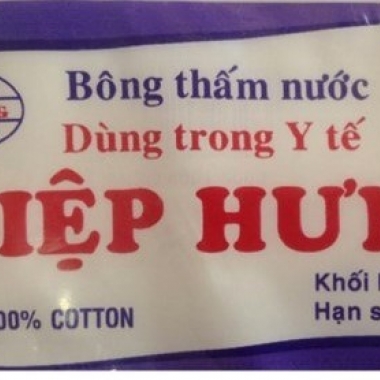 Bông thấm nước
Dùng trong Y tế
IỆP HƯ
00% COTTON
Khối
Hạn s